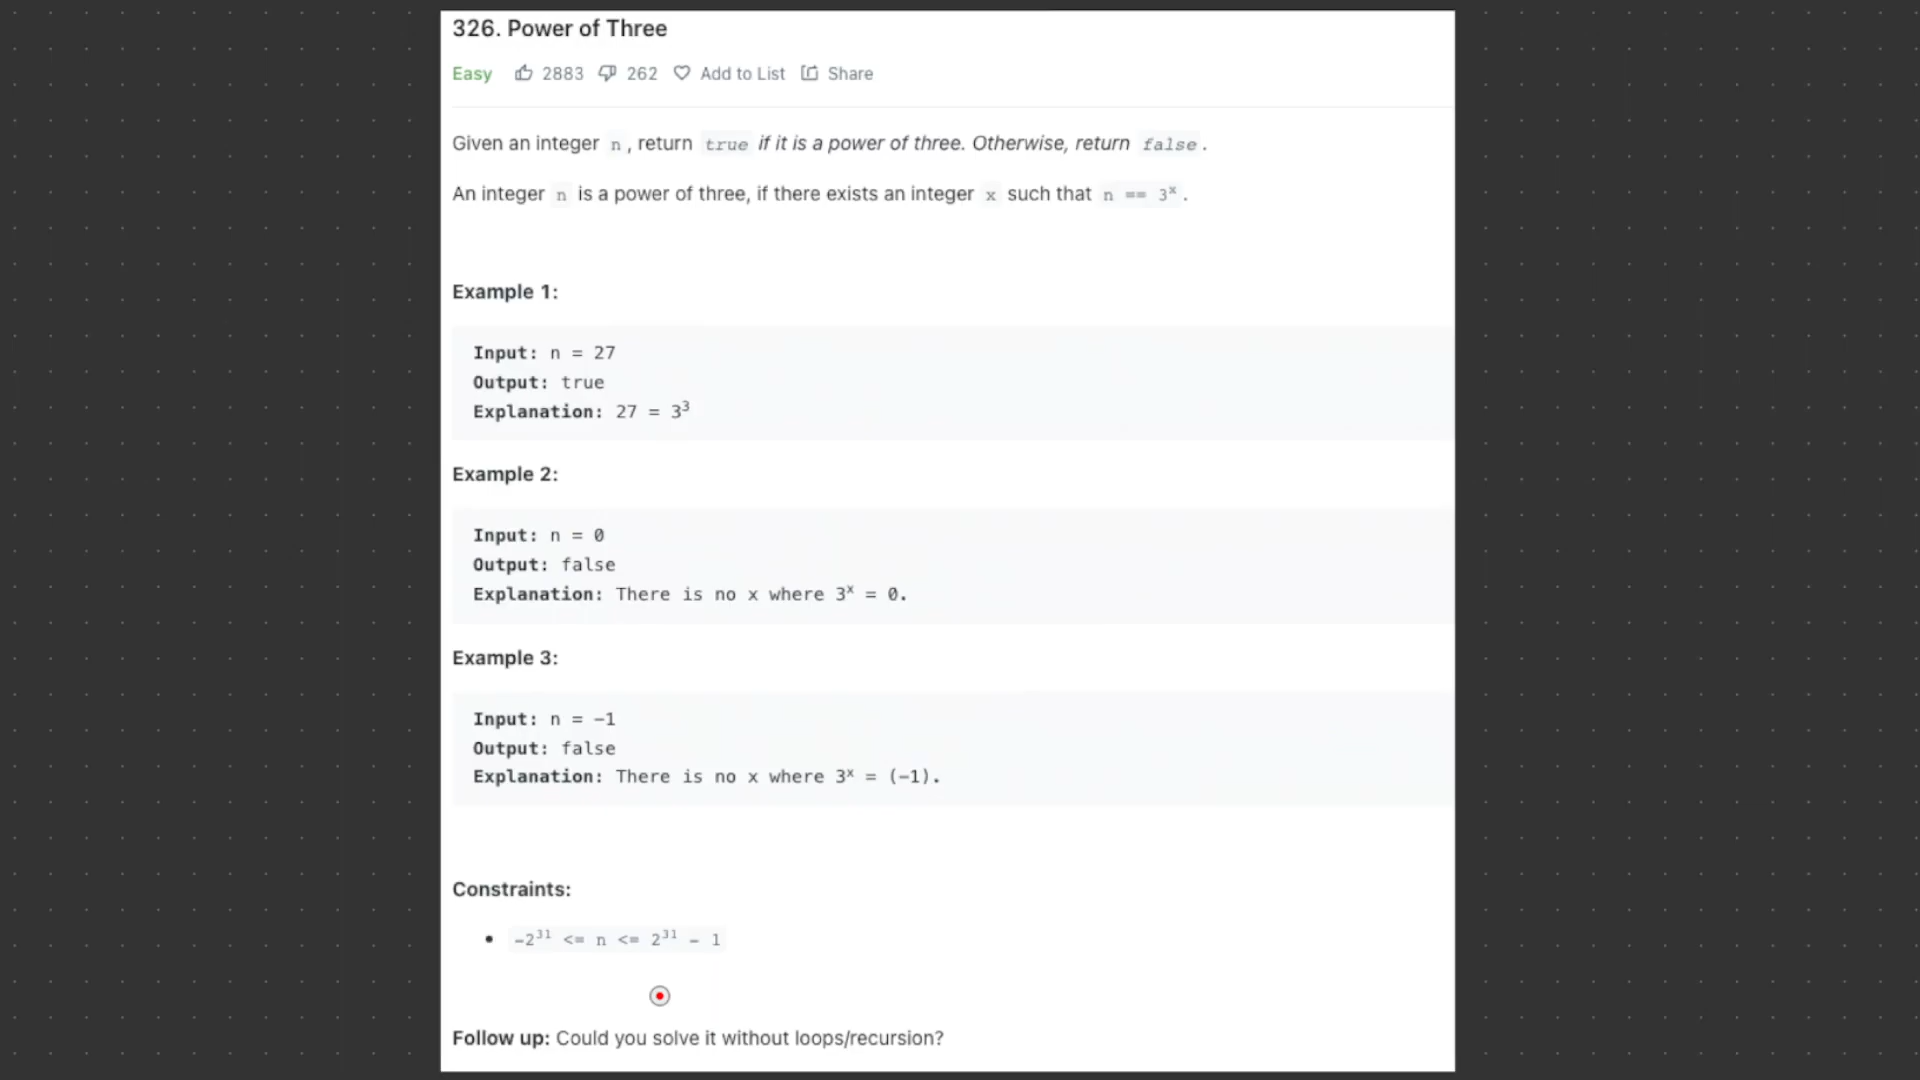 326. Power of Three
Easy 2883 262 Add to List Share
Given an integer n, return true if it is a power of three. Otherwise, return false.
An integer n is a power of three, if there exists an integer x such that n == 3ˣ.
Example 1:
Input: n = 27
Output: true
Explanation: 27 = 3³
Example 2:
Input: n = 0
Output: false
Explanation: There is no x where 3ˣ = 0.
Example 3:
Input: n = −1
Output: false
Explanation: There is no x where 3ˣ = (−1).
Constraints:
• −2³¹ <= n <= 2³¹ − 1
Follow up: Could you solve it without loops/recursion?